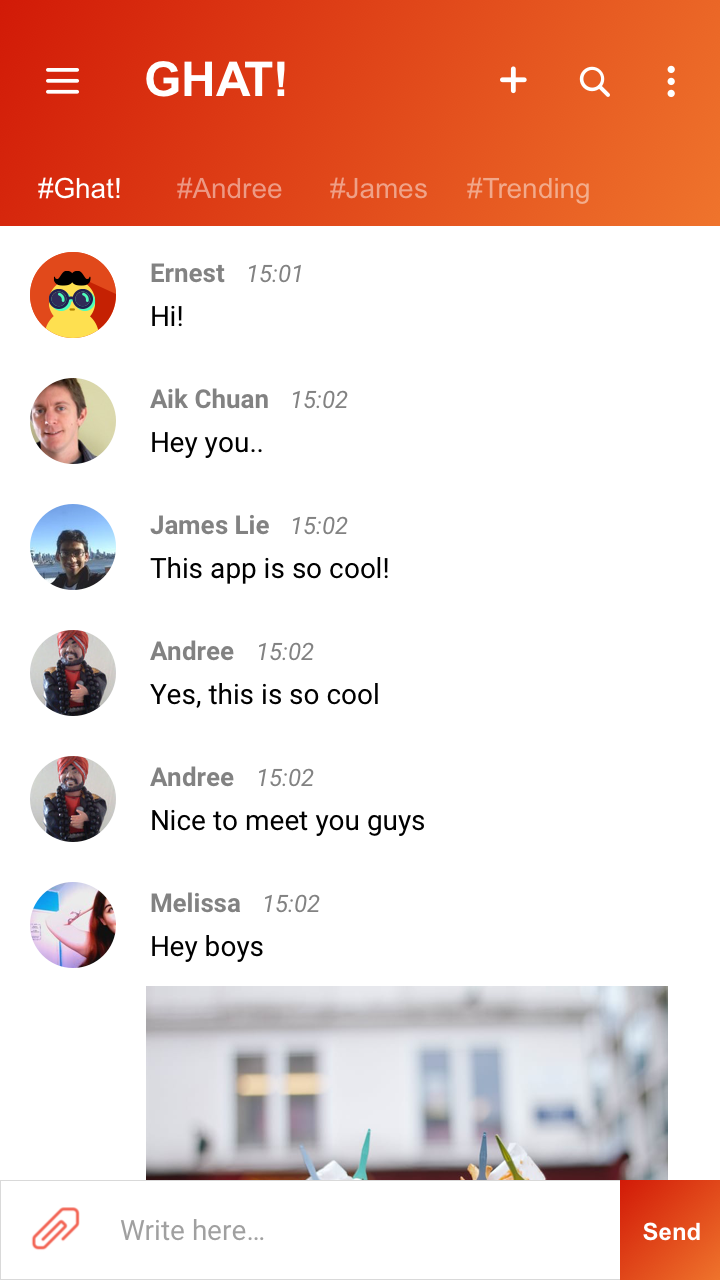 GHAT!
#Ghat! #Andree #James #Trending
Ernest 15:01
Hi!
Aik Chuan 15:02
Hey you..
James Lie 15:02
This app is so cool!
Andree 15:02
Yes, this is so cool
Andree 15:02
Nice to meet you guys
Melissa 15:02
Hey boys
Write here…
Send